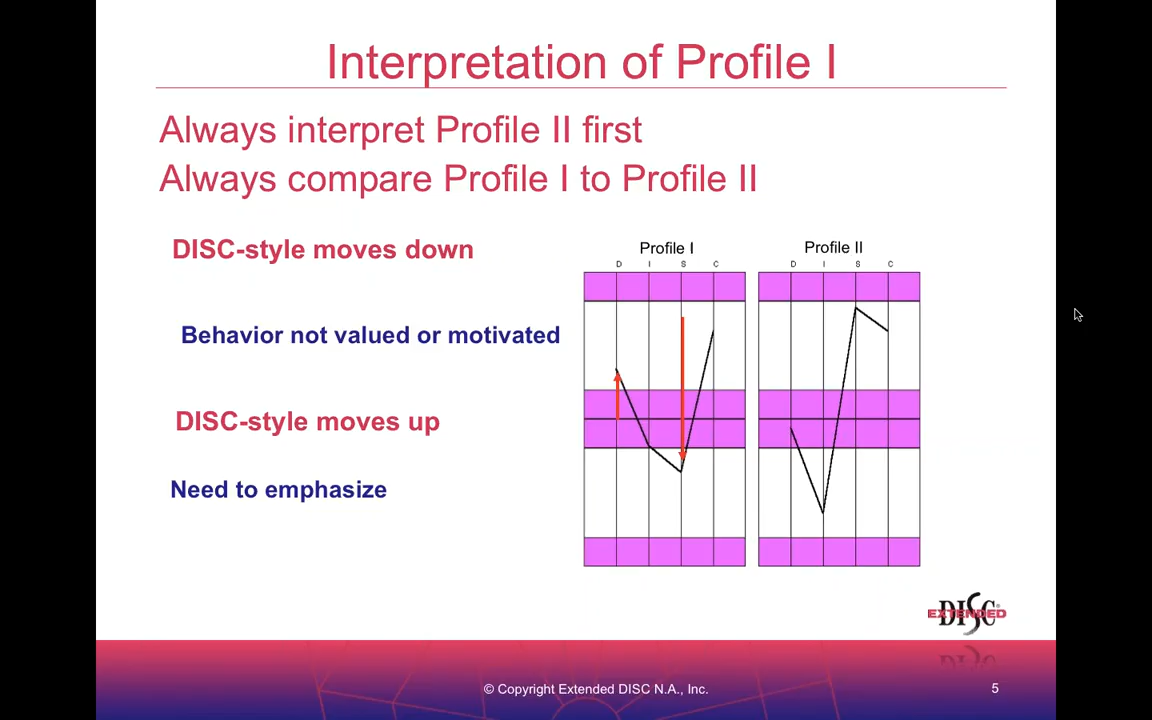 Interpretation of Profile I
Always interpret Profile II first
Always compare Profile I to Profile II
DISC-style moves down
Behavior not valued or motivated
DISC-style moves up
Need to emphasize
Profile I
D I S C
Profile II
D I S C
EXTENDED DISC®
© Copyright Extended DISC N.A., Inc.
5